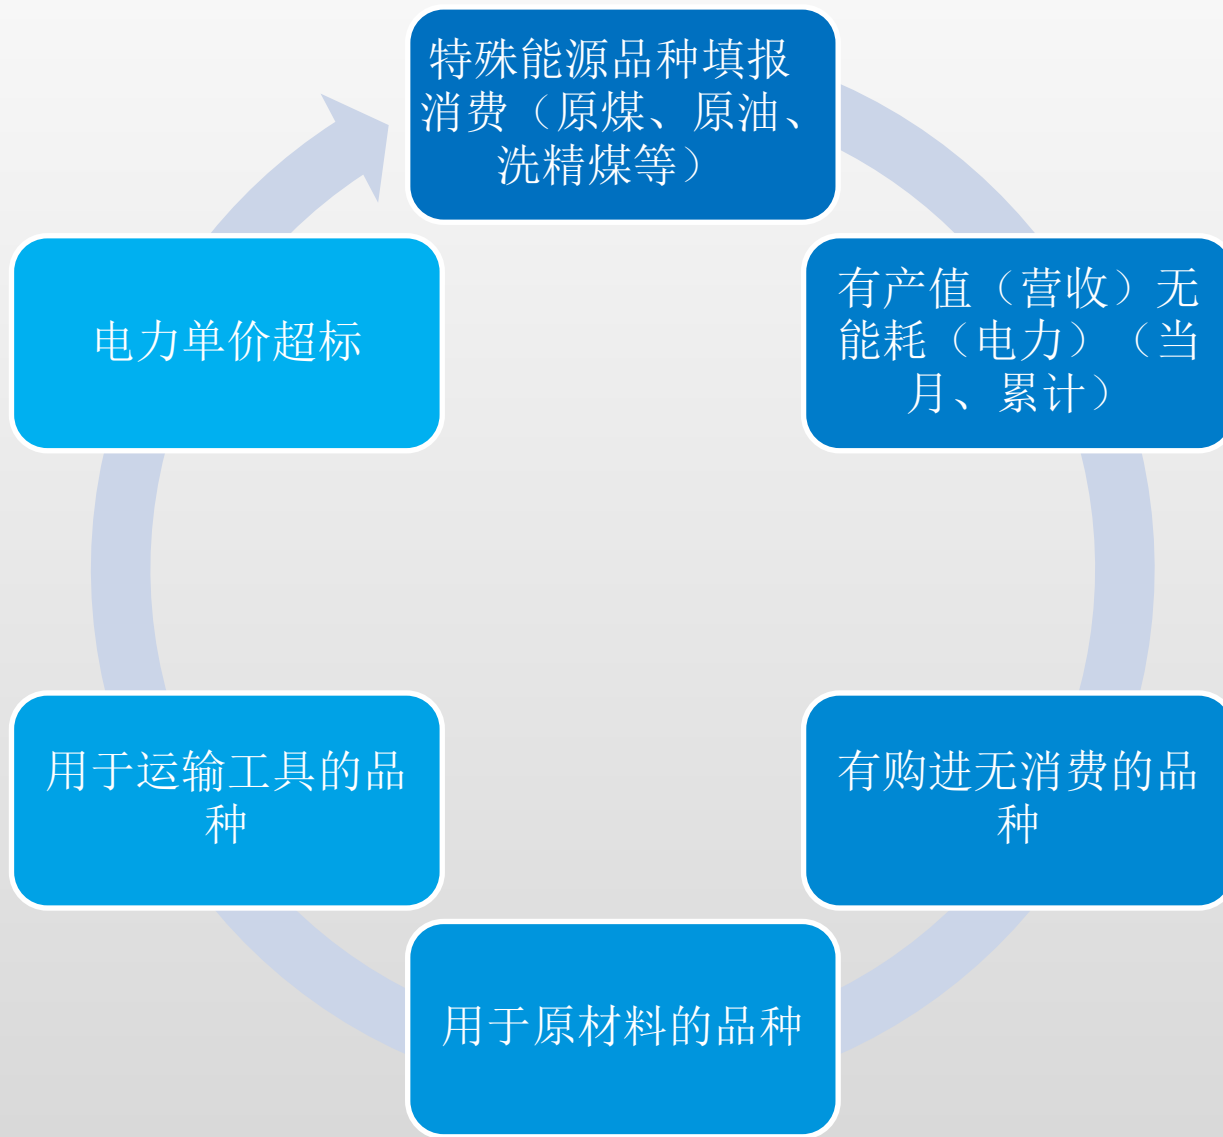 特殊能源品种填报
消费（原煤、原油、
洗精煤等）
有产值（营收）无
能耗（电力）（当
月、累计）
有购进无消费的品
种
用于原材料的品种
用于运输工具的品
种
电力单价超标